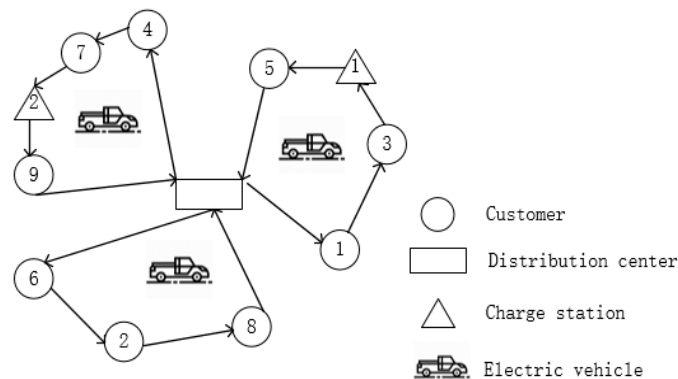 4
7
5
1
2
3
9
1
6
2
8
Customer
Distribution center
Charge station
Electric vehicle